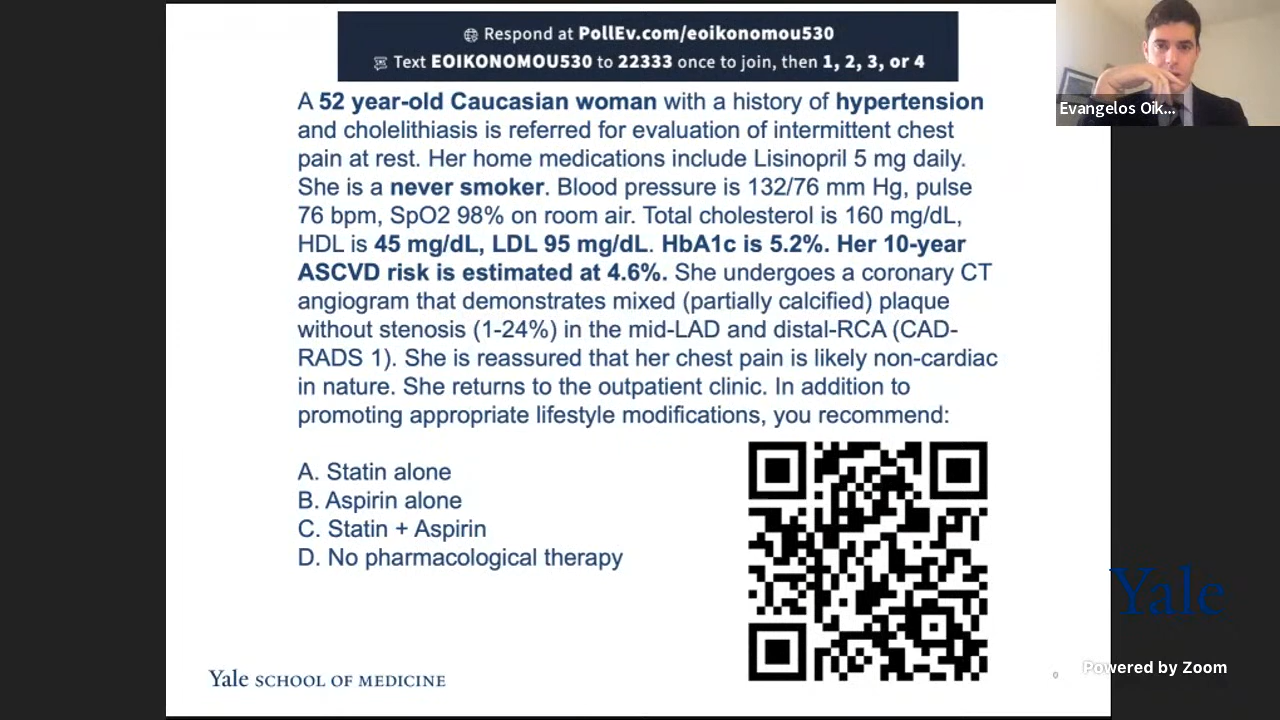 Respond at PollEv.com/eoikonomou530
Text EOIKONOMOU530 to 22333 once to join, then 1, 2, 3, or 4
Evangelos Oik...
A 52 year-old Caucasian woman with a history of hypertension
and cholelithiasis is referred for evaluation of intermittent chest
pain at rest. Her home medications include Lisinopril 5 mg daily.
She is a never smoker. Blood pressure is 132/76 mm Hg, pulse
76 bpm, SpO2 98% on room air. Total cholesterol is 160 mg/dL,
HDL is 45 mg/dL, LDL 95 mg/dL. HbA1c is 5.2%. Her 10-year
ASCVD risk is estimated at 4.6%. She undergoes a coronary CT
angiogram that demonstrates mixed (partially calcified) plaque
without stenosis (1-24%) in the mid-LAD and distal-RCA (CAD-
RADS 1). She is reassured that her chest pain is likely non-cardiac
in nature. She returns to the outpatient clinic. In addition to
promoting appropriate lifestyle modifications, you recommend:
A. Statin alone
B. Aspirin alone
C. Statin + Aspirin
D. No pharmacological therapy
Yale
Yale SCHOOL OF MEDICINE
0
Powered by Zoom